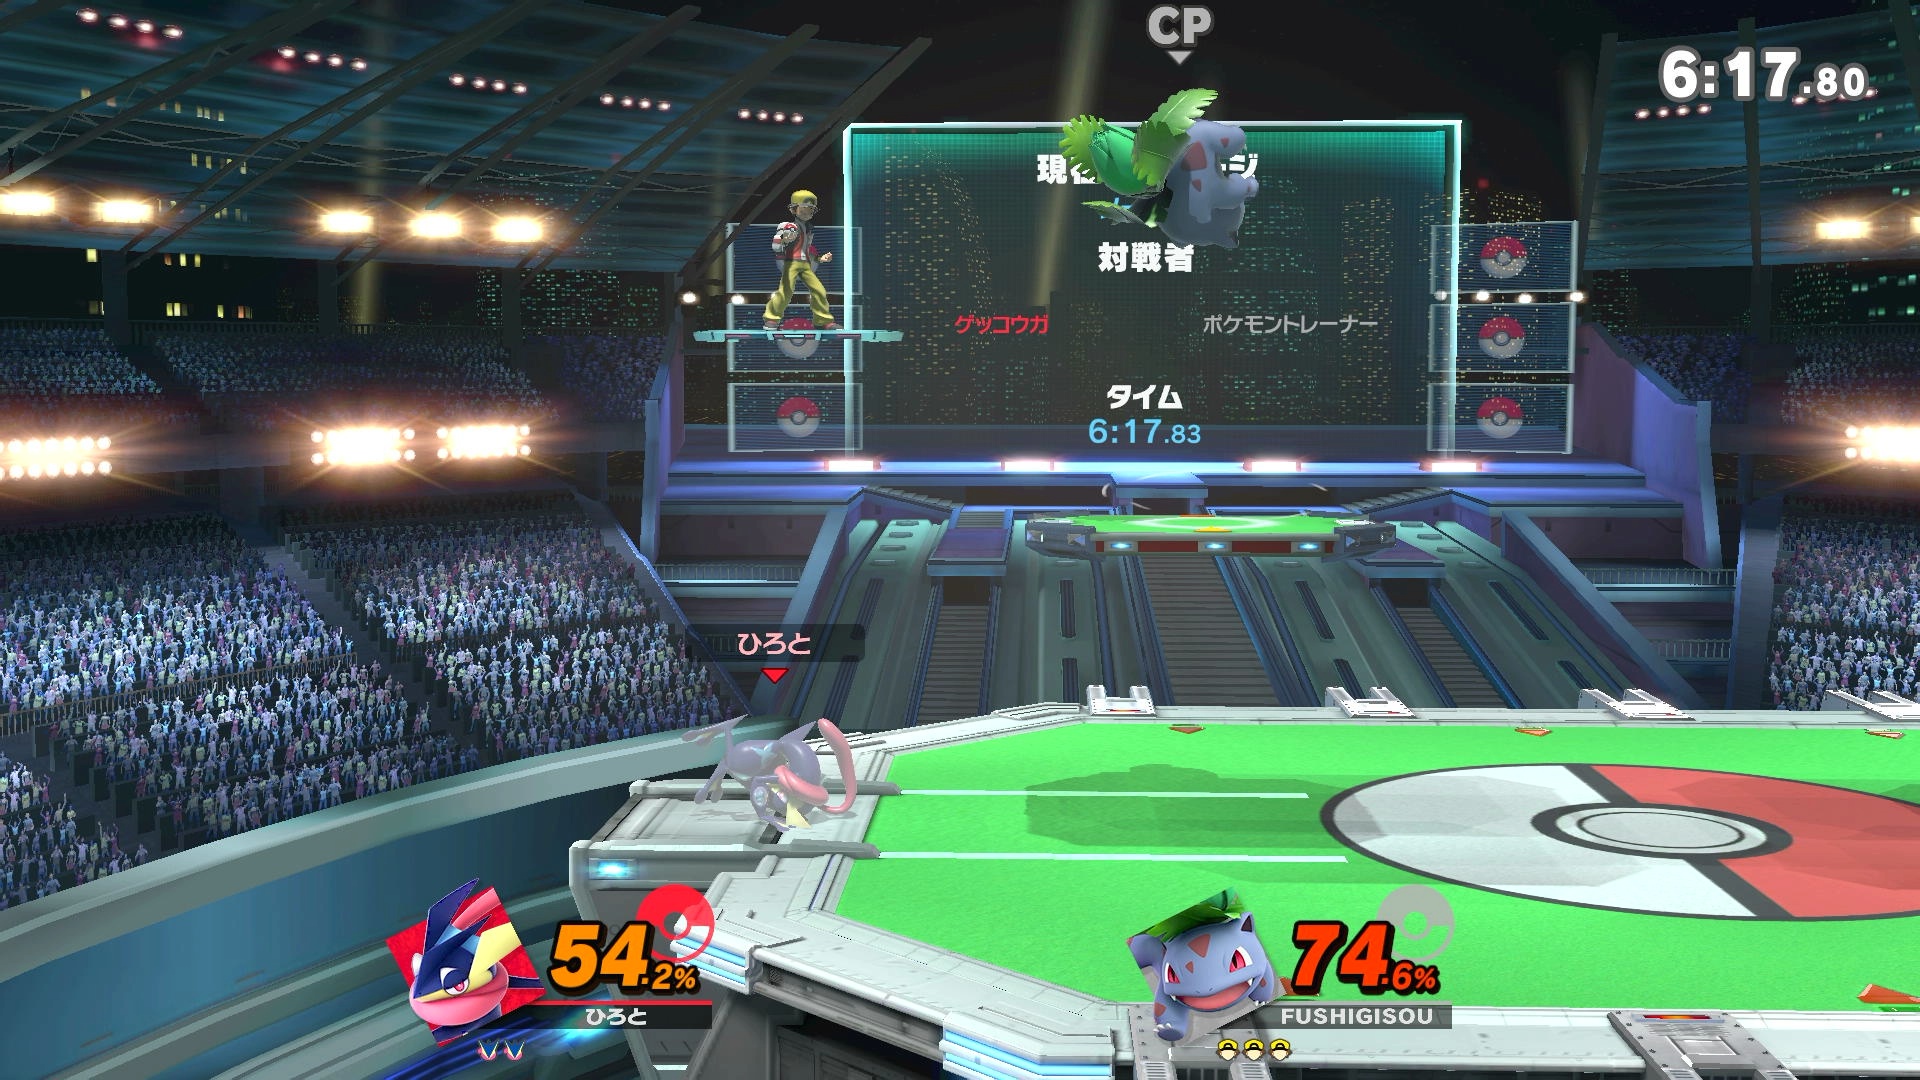 CP
6:17.80
対戦者
ゲッコウガ
ポケモントレーナー
タイム
6:17.83
ひろと
54.2%
ひろと
74.6%
FUSHIGISOU